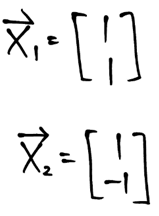 X⃗₁ = [1
1]
X⃗₂ = [1
-1]